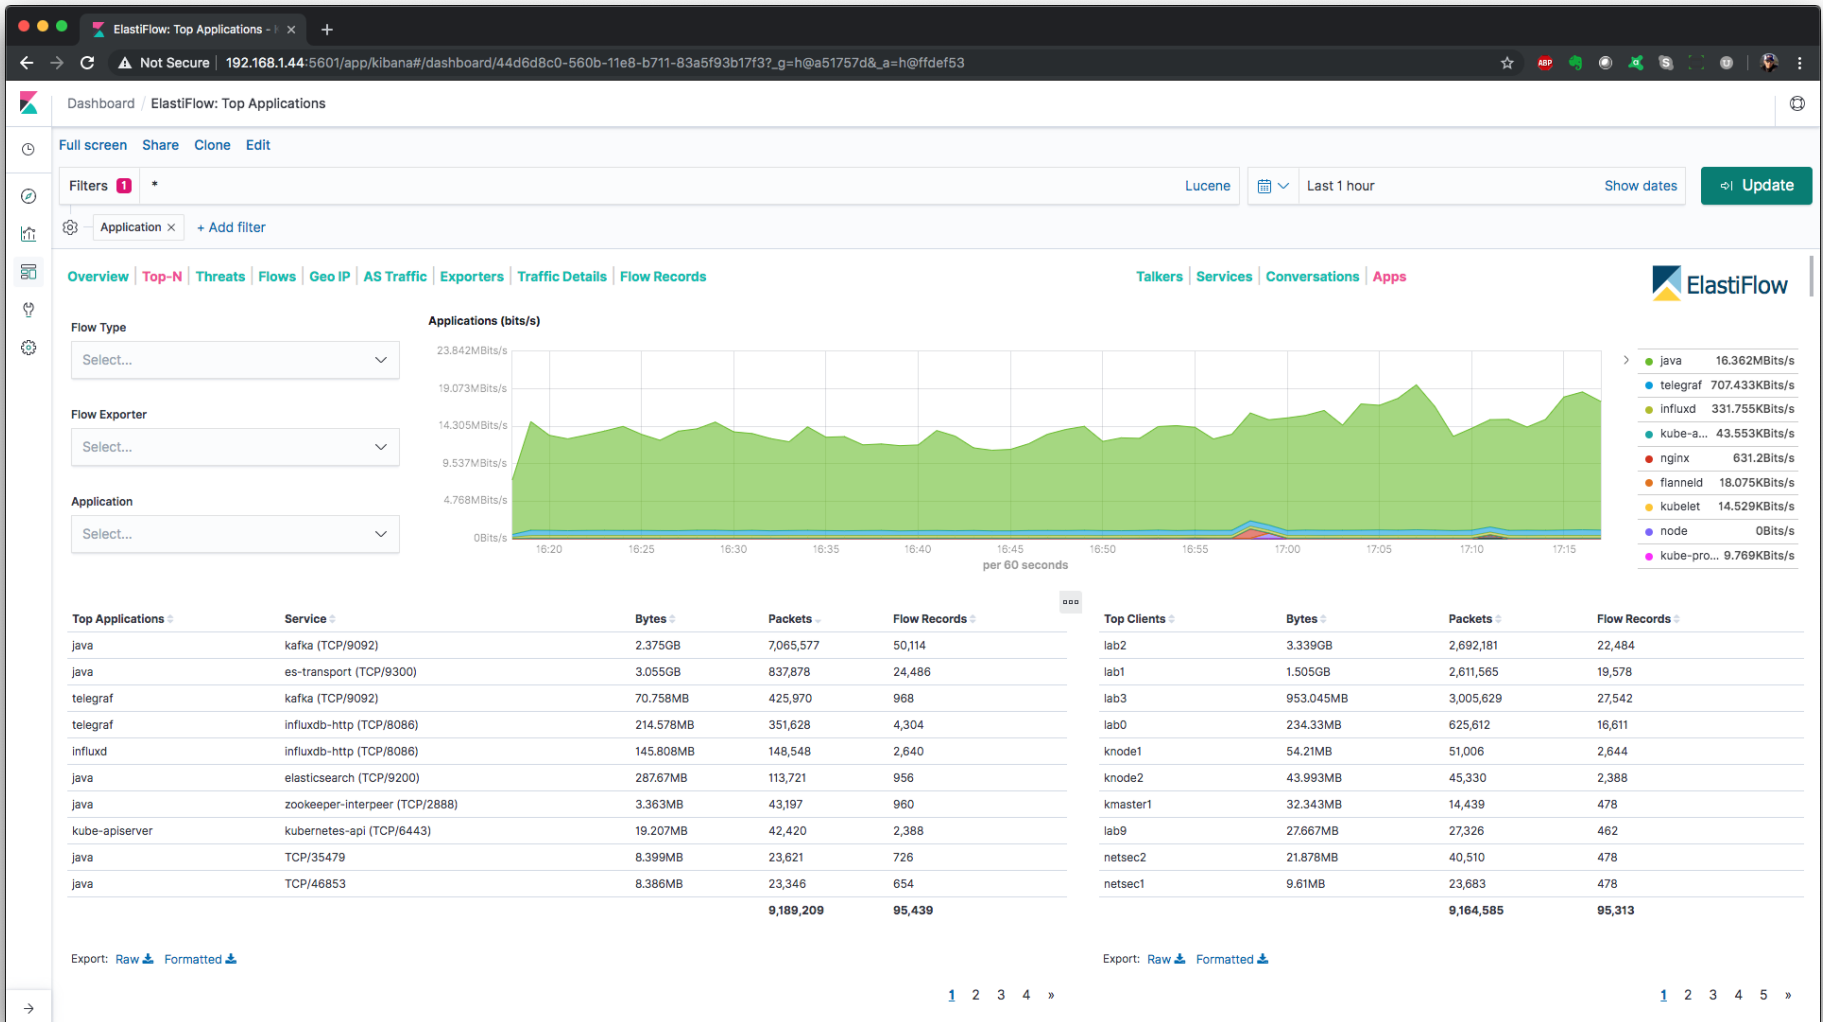 ElastiFlow: Top Applications -
Not Secure 192.168.1.44:5601/app/kibana#/dashboard/44d6d8c0-560b-11e8-b711-83a5f93b17f3?_g=h@a51757d&_a=h@ffdef53
ABP
Dashboard / ElastiFlow: Top Applications
Full screen Share Clone Edit
Filters 1 * Lucene Last 1 hour Show dates Update
Application × + Add filter
Overview Top-N Threats Flows Geo IP AS Traffic Exporters Traffic Details Flow Records Talkers Services Conversations Apps
ElastiFlow
Flow Type
Select...
Flow Exporter
Select...
Application
Select...
Applications (bits/s)
23.842MBits/s
19.073MBits/s
14.305MBits/s
9.537MBits/s
4.768MBits/s
0Bits/s
16:20 16:25 16:30 16:35 16:40 16:45 16:50 16:55 17:00 17:05 17:10 17:15
per 60 seconds
java 16.362MBits/s
telegraf 707.433KBits/s
influxd 331.755KBits/s
kube-a... 43.553KBits/s
nginx 631.2Bits/s
flanneld 18.075KBits/s
kubelet 14.529KBits/s
node 0Bits/s
kube-pro... 9.769KBits/s
Top Applications Service Bytes Packets Flow Records
java kafka (TCP/9092) 2.375GB 7,065,577 50,114
java es-transport (TCP/9300) 3.055GB 837,878 24,486
telegraf kafka (TCP/9092) 70.758MB 425,970 968
telegraf influxdb-http (TCP/8086) 214.578MB 351,628 4,304
influxd influxdb-http (TCP/8086) 145.808MB 148,548 2,640
java elasticsearch (TCP/9200) 287.67MB 113,721 956
java zookeeper-interpeer (TCP/2888) 3.363MB 43,197 960
kube-apiserver kubernetes-api (TCP/6443) 19.207MB 42,420 2,388
java TCP/35479 8.399MB 23,621 726
java TCP/46853 8.386MB 23,346 654
9,189,209 95,439
Export: Raw Formatted
1 2 3 4 »
Top Clients Bytes Packets Flow Records
lab2 3.339GB 2,692,181 22,484
lab1 1.505GB 2,611,565 19,578
lab3 953.045MB 3,005,629 27,542
lab0 234.33MB 625,612 16,611
knode1 54.21MB 51,006 2,644
knode2 43.993MB 45,330 2,388
kmaster1 32.343MB 14,439 478
lab9 27.667MB 27,326 462
netsec2 21.878MB 40,510 478
netsec1 9.61MB 23,683 478
9,164,585 95,313
Export: Raw Formatted
1 2 3 4 5 »